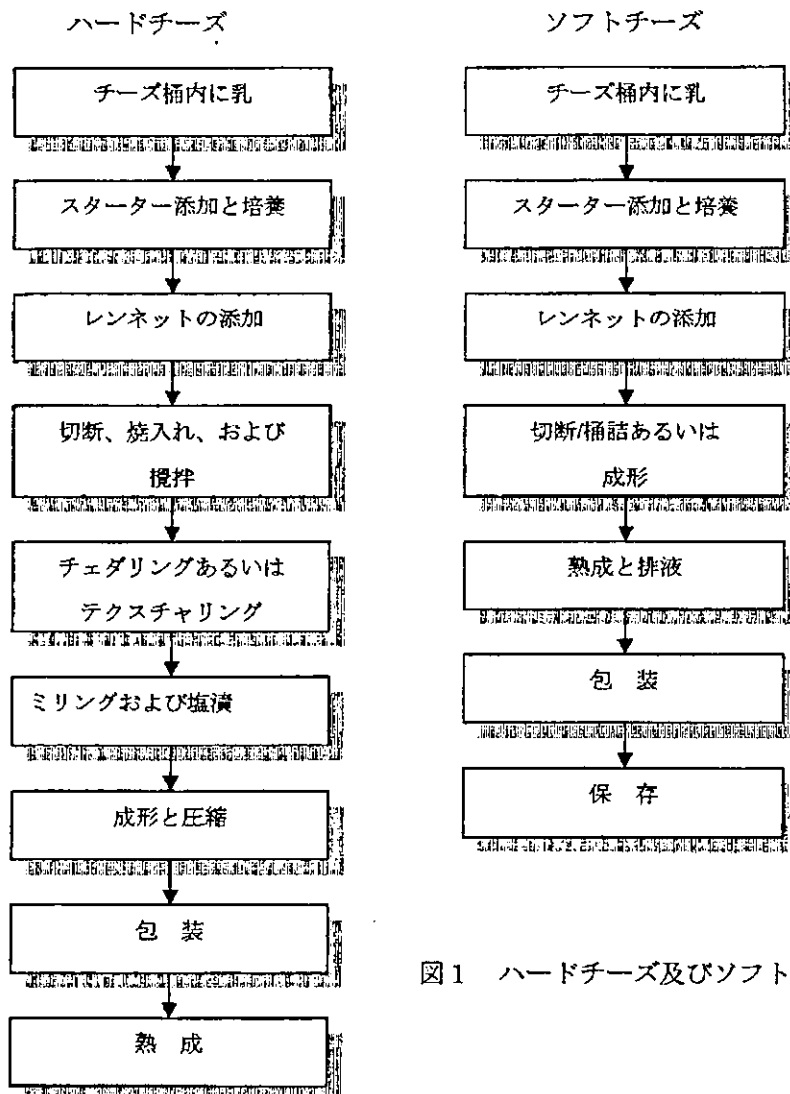 ハードチーズ
チーズ桶内に乳
スターター添加と培養
レンネットの添加
切断、焼入れ、および
攪拌
チェダリングあるいは
テクスチャリング
ミリングおよび塩漬
成形と圧縮
包　装
熟　成
ソフトチーズ
チーズ桶内に乳
スターター添加と培養
レンネットの添加
切断/桶詰あるいは
成形
熟成と排液
包　装
保　存
図1　ハードチーズ及びソフト